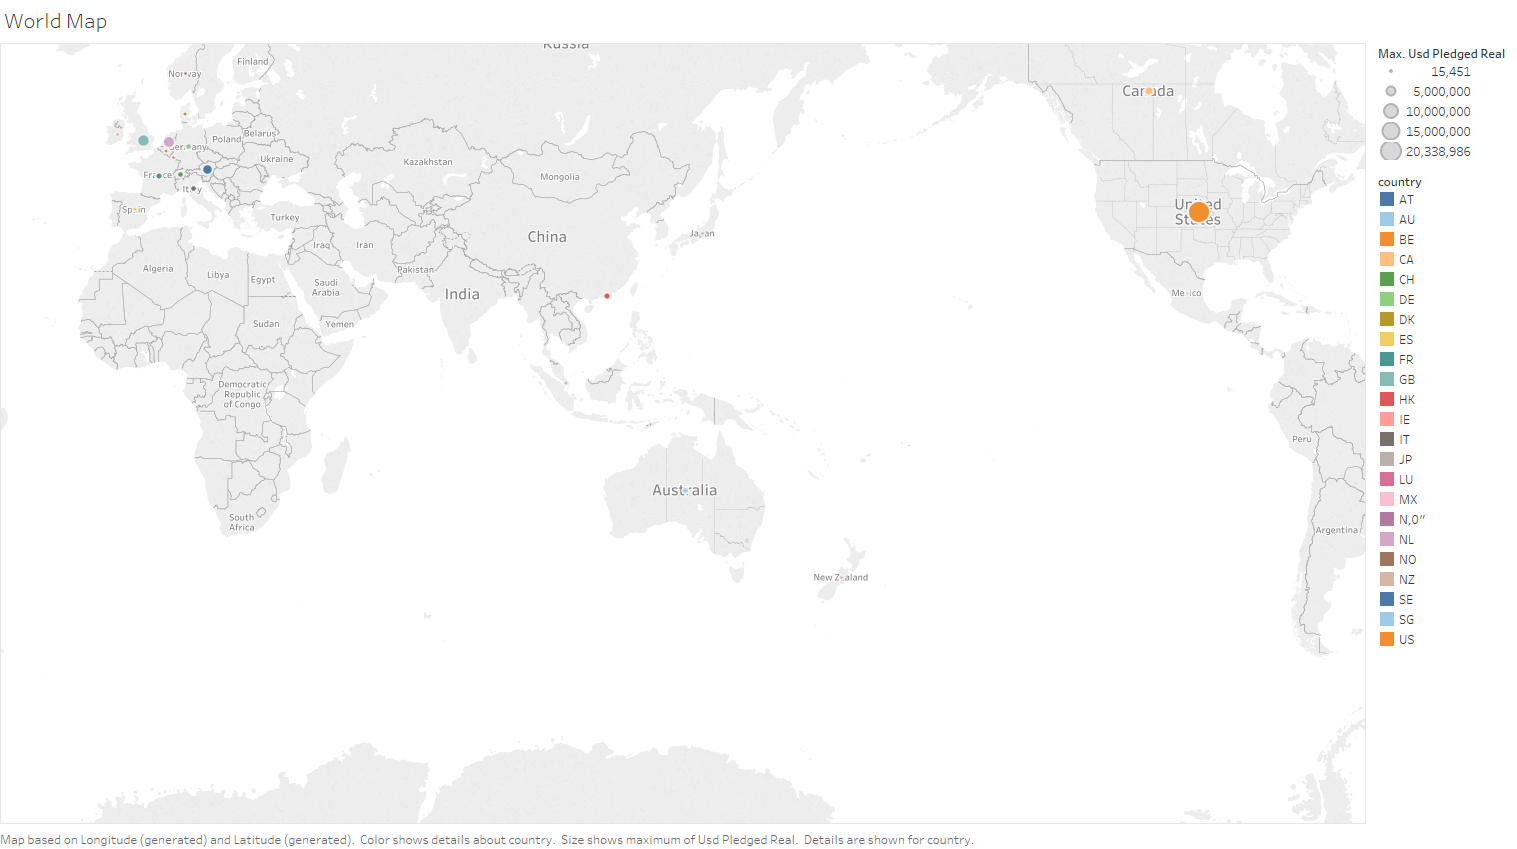 World Map
Russia
Finland
Norway
Canada
Poland
Belarus
Germany
Ukraine
Kazakhstan
France
Mongolia
Italy
Spain
United
States
Turkey
Japan
China
Iraq
Iran
Algeria
Libya
Egypt
Pakistan
Saudi
Arabia
India
Mexico
Sudan
Yemen
Democratic
Republic
of Congo
Peru
Australia
South
Africa
Argentina
New Zealand
Max. Usd Pledged Real
15,451
5,000,000
10,000,000
15,000,000
20,338,986
country
AT
AU
BE
CA
CH
DE
DK
ES
FR
GB
HK
IE
IT
JP
LU
MX
N,0"
NL
NO
NZ
SE
SG
US
Map based on Longitude (generated) and Latitude (generated).  Color shows details about country.  Size shows maximum of Usd Pledged Real.  Details are shown for country.